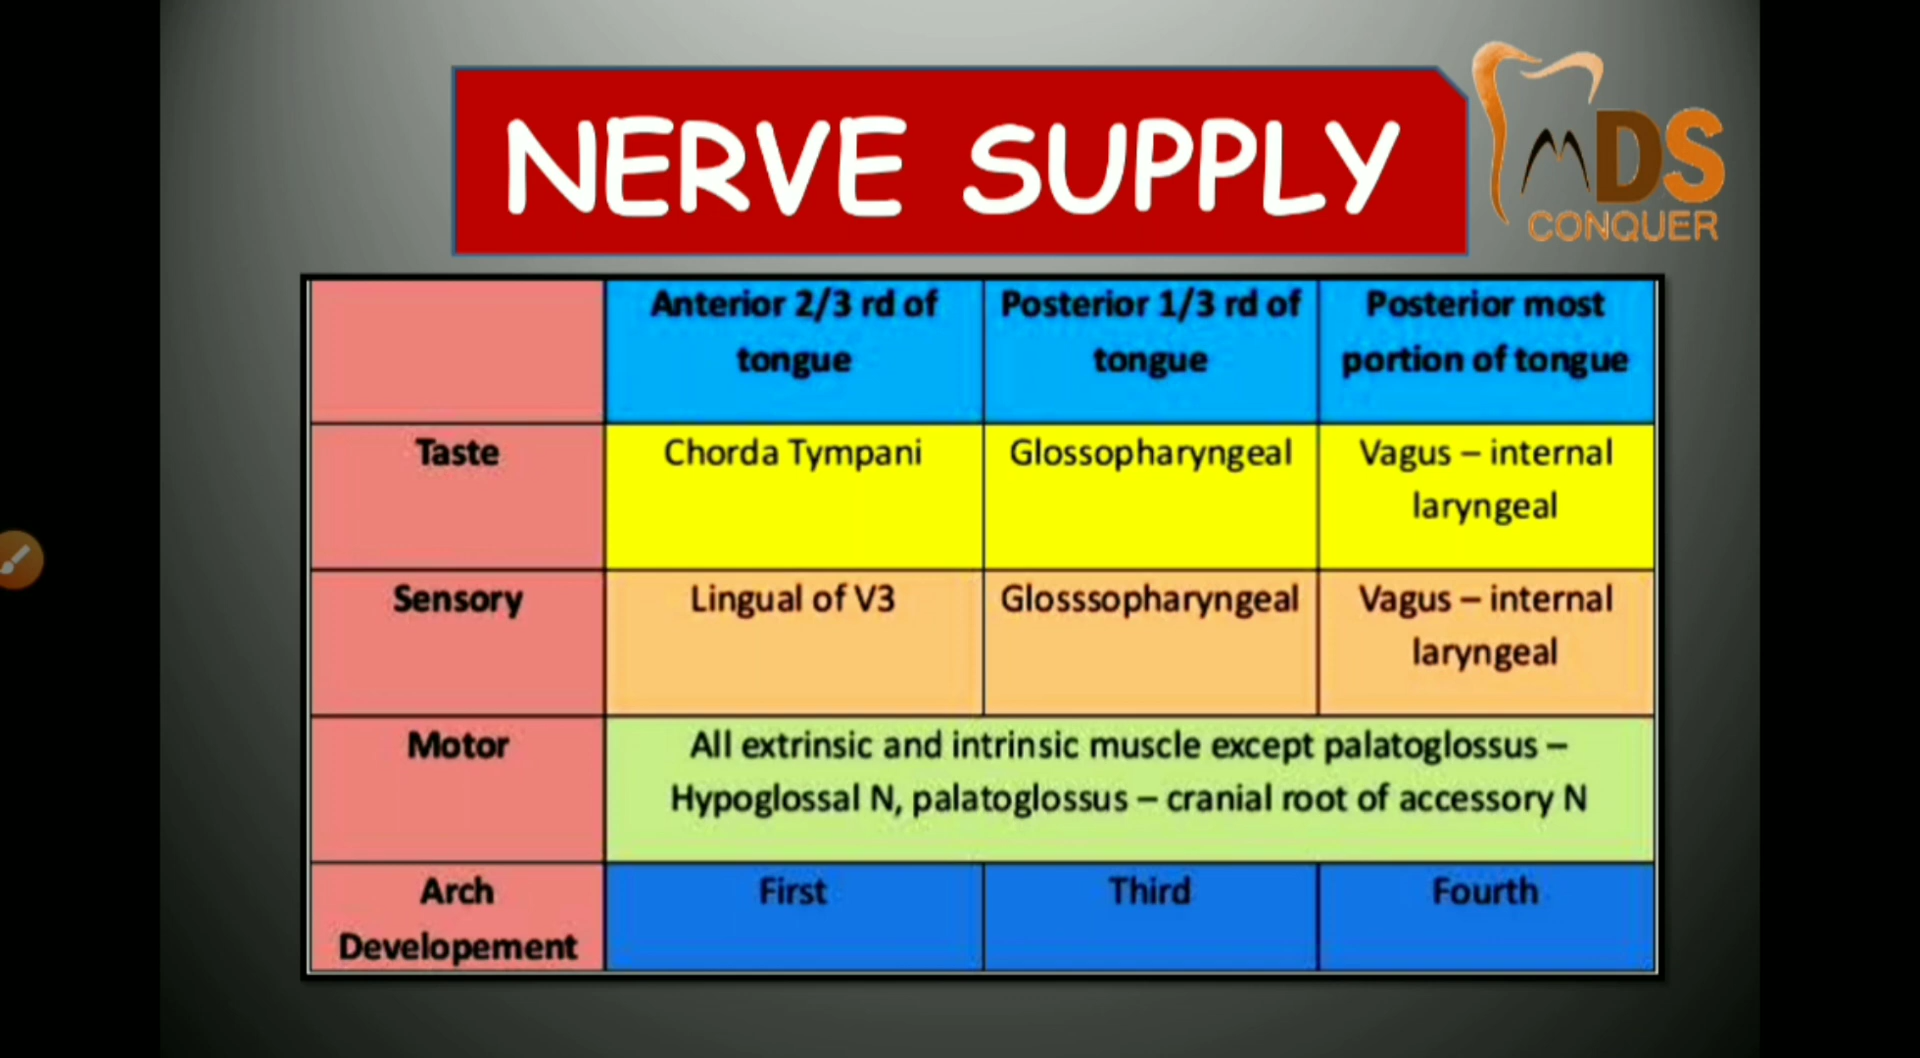 NERVE SUPPLY
MDS
CONQUER
Anterior 2/3 rd of
tongue
Posterior 1/3 rd of
tongue
Posterior most
portion of tongue
Taste
Chorda Tympani
Glossopharyngeal
Vagus – internal
laryngeal
Sensory
Lingual of V3
Glosssopharyngeal
Vagus – internal
laryngeal
Motor
All extrinsic and intrinsic muscle except palatoglossus –
Hypoglossal N, palatoglossus – cranial root of accessory N
Arch
Developement
First
Third
Fourth